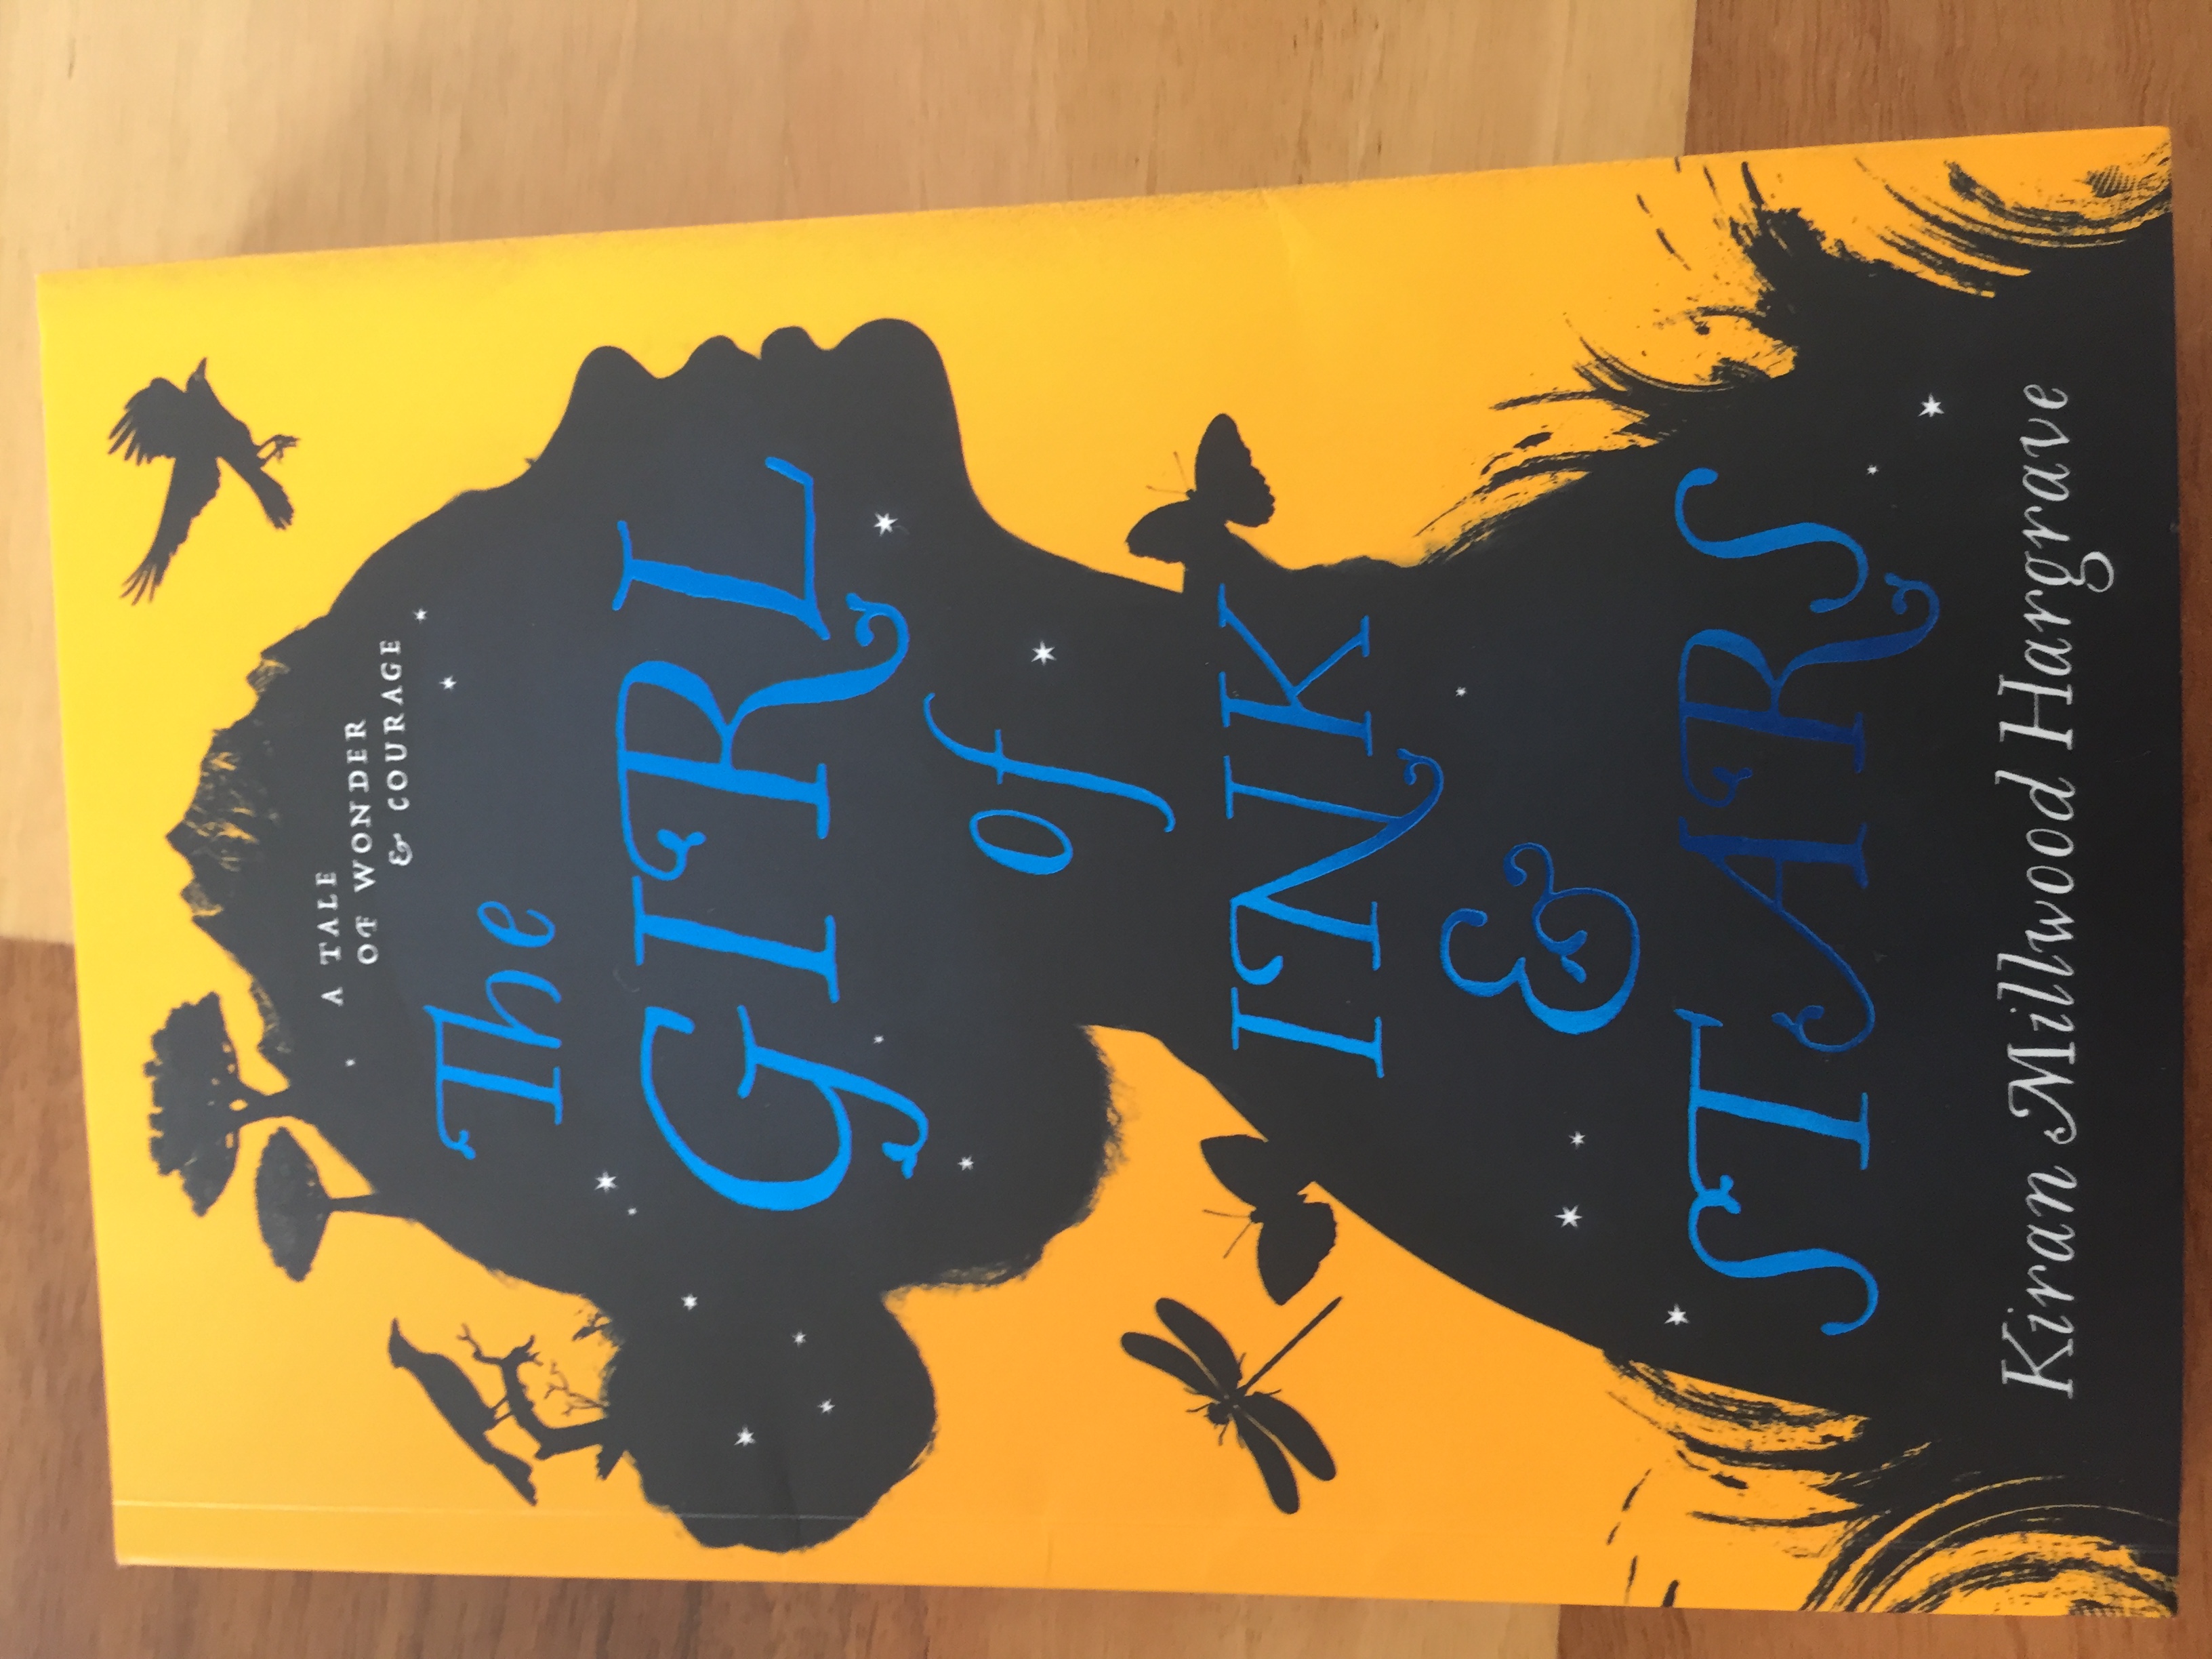 A TALE
OF WONDER
& COURAGE
The
GIRL
of
INK
&
STARS
Kiran Millwood Hargrave